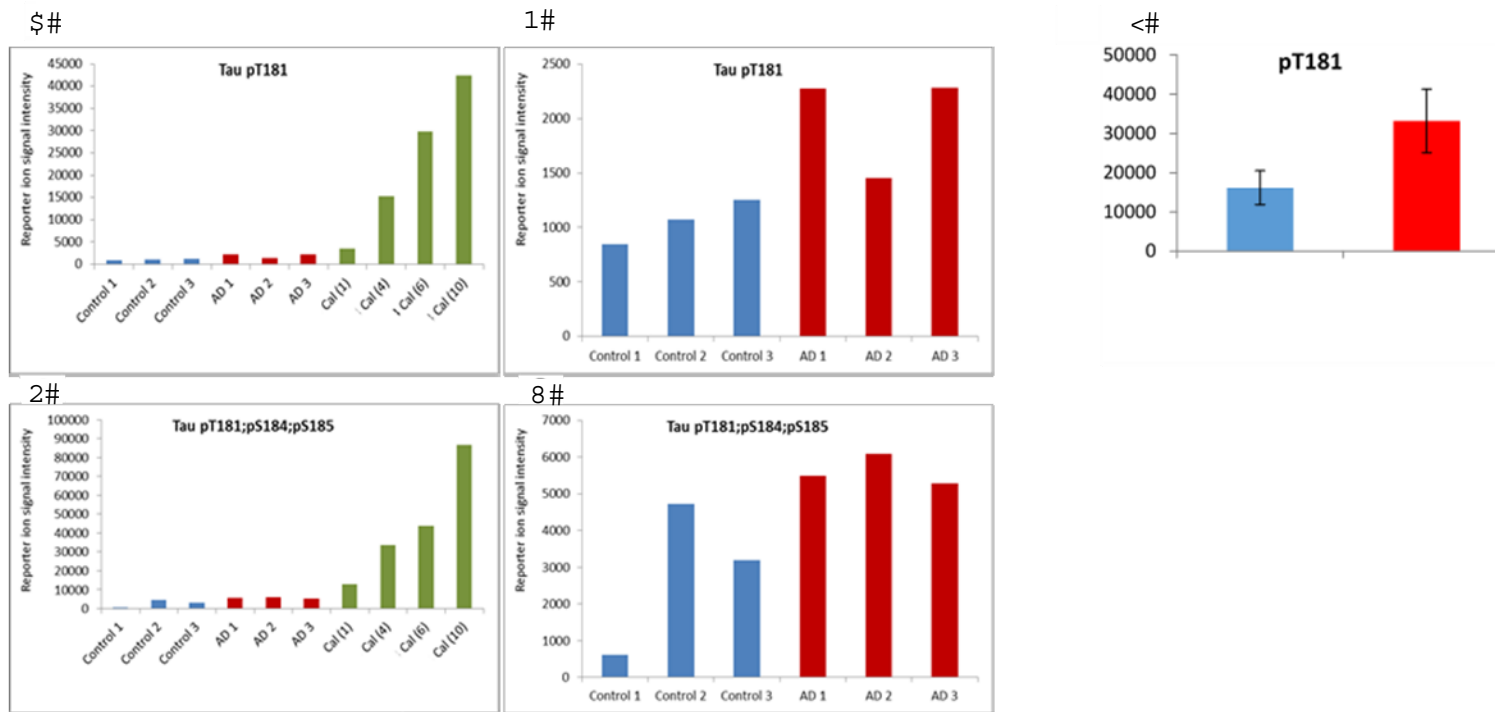 $#
Tau pT181
Reporter ion signal intensity
45000
40000
35000
30000
25000
20000
15000
10000
5000
0
Control 1
Control 2
Control 3
AD 1
AD 2
AD 3
Cal (1)
Cal (4)
Cal (6)
Cal (10)
1#
Tau pT181
Reporter ion signal intensity
2500
2000
1500
1000
500
0
Control 1 Control 2 Control 3 AD 1 AD 2 AD 3
<#
pT181
50000
40000
30000
20000
10000
0
2#
Tau pT181;pS184;pS185
Reporter ion signal intensity
100000
90000
80000
70000
60000
50000
40000
30000
20000
10000
0
Control 1
Control 2
Control 3
AD 1
AD 2
AD 3
Cal (1)
Cal (4)
Cal (6)
Cal (10)
8#
Tau pT181;pS184;pS185
Reporter ion signal intensity
7000
6000
5000
4000
3000
2000
1000
0
Control 1 Control 2 Control 3 AD 1 AD 2 AD 3